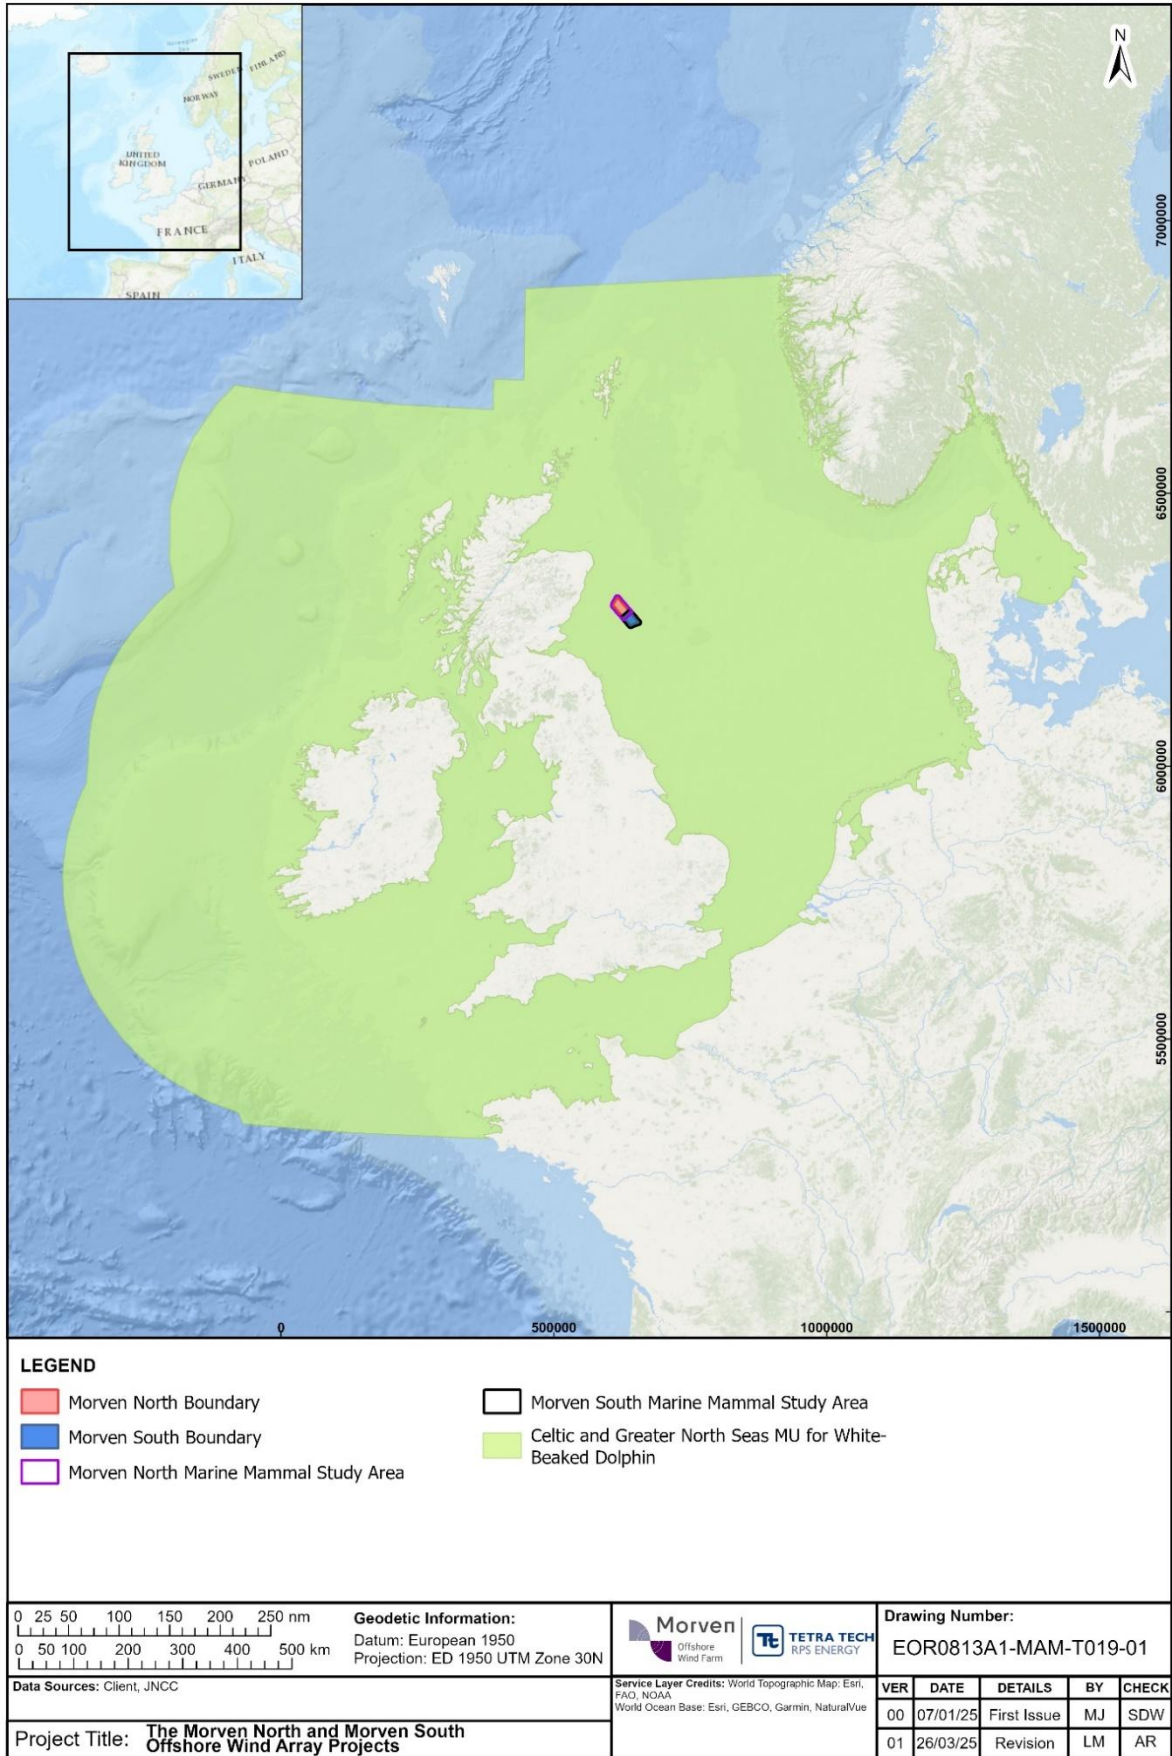 Norwegian
Sea
SWEDEN
FINLAND
NORWAY
UNITED
KINGDOM
POLAND
GERMANY
FRANCE
ITALY
SPAIN
N
7000000
6500000
6000000
5500000
0
500000
1000000
1500000
LEGEND
Morven North Boundary
Morven South Boundary
Morven North Marine Mammal Study Area
Morven South Marine Mammal Study Area
Celtic and Greater North Seas MU for White-
Beaked Dolphin
0 25 50 100 150 200 250 nm
0 50 100 200 300 400 500 km
Geodetic Information:
Datum: European 1950
Projection: ED 1950 UTM Zone 30N
Morven
Offshore
Wind Farm
Tt
TETRA TECH
RPS ENERGY
Drawing Number:
EOR0813A1-MAM-T019-01
Data Sources: Client, JNCC
Service Layer Credits: World Topographic Map: Esri,
FAO, NOAA
World Ocean Base: Esri, GEBCO, Garmin, NaturalVue
VER DATE DETAILS BY CHECK
00 07/01/25 First Issue MJ SDW
01 26/03/25 Revision LM AR
Project Title: The Morven North and Morven South
Offshore Wind Array Projects